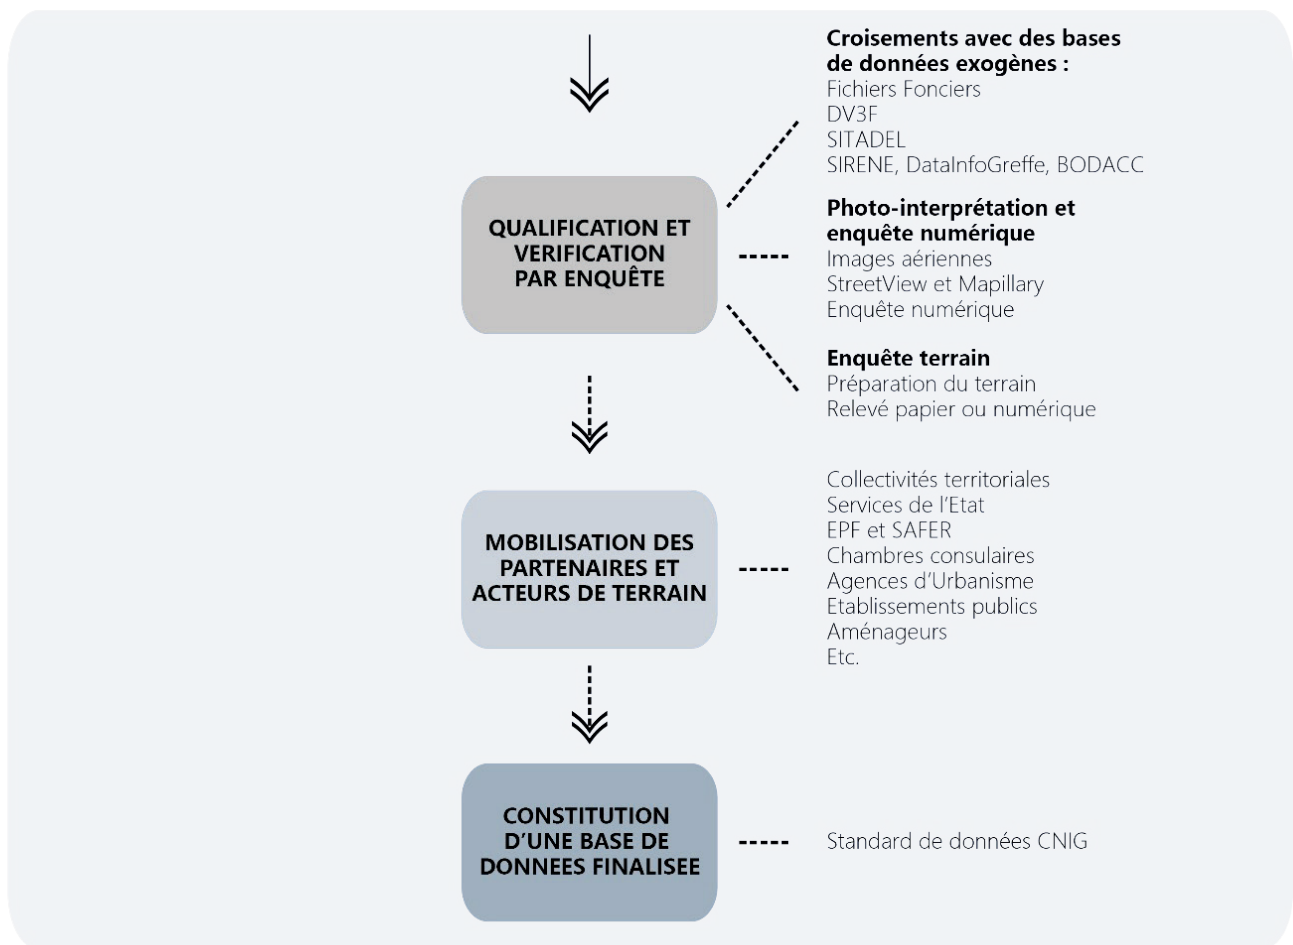 Croisements avec des bases
de données exogènes :
Fichiers Fonciers
DV3F
SITADEL
SIRENE, DataInfoGreffe, BODACC
QUALIFICATION ET
VERIFICATION
PAR ENQUÊTE
Photo-interprétation et
enquête numérique
Images aériennes
StreetView et Mapillary
Enquête numérique
Enquête terrain
Préparation du terrain
Relevé papier ou numérique
MOBILISATION DES
PARTENAIRES ET
ACTEURS DE TERRAIN
Collectivités territoriales
Services de l'Etat
EPF et SAFER
Chambres consulaires
Agences d'Urbanisme
Etablissements publics
Aménageurs
Etc.
CONSTITUTION
D'UNE BASE DE
DONNEES FINALISEE
Standard de données CNIG